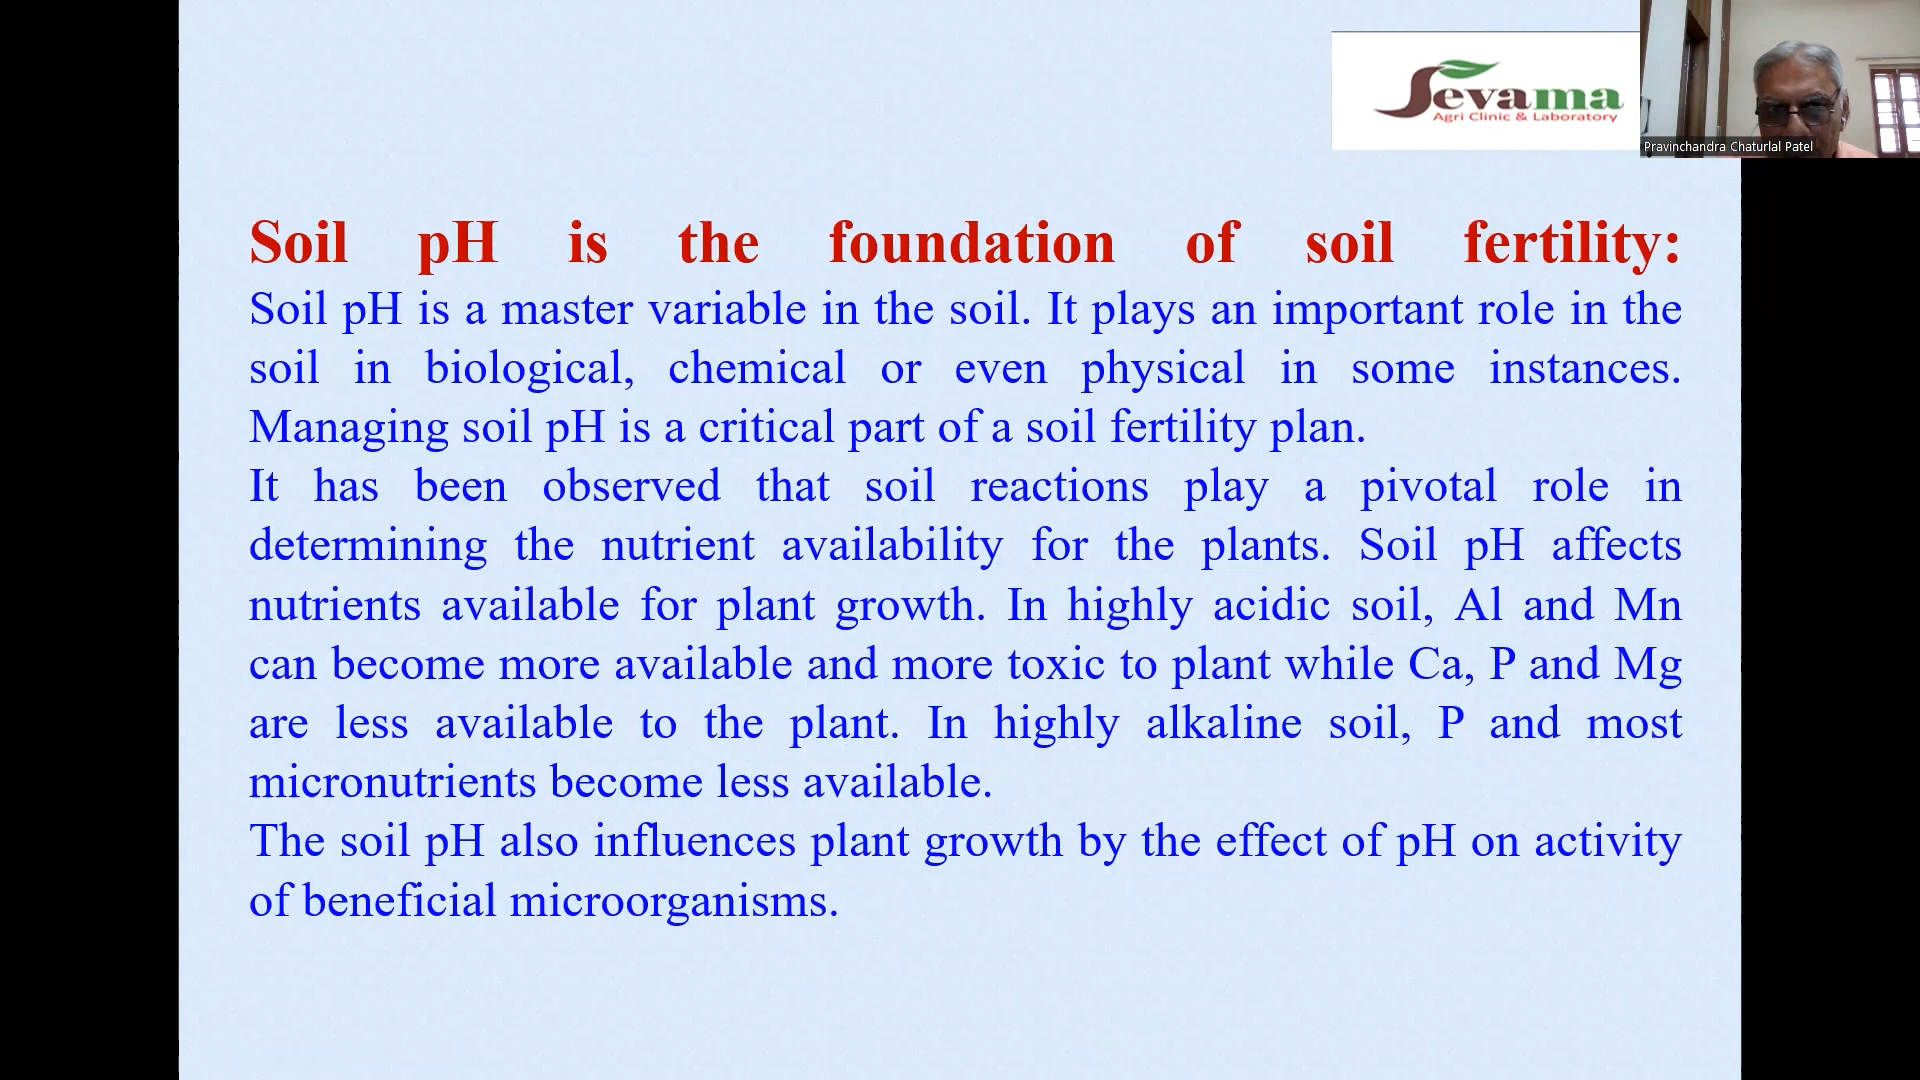 Sevama
Agri Clinic & Laboratory
Pravinchandra Chaturlal Patel
Soil pH is the foundation of soil fertility:
Soil pH is a master variable in the soil. It plays an important role in the
soil in biological, chemical or even physical in some instances.
Managing soil pH is a critical part of a soil fertility plan.
It has been observed that soil reactions play a pivotal role in
determining the nutrient availability for the plants. Soil pH affects
nutrients available for plant growth. In highly acidic soil, Al and Mn
can become more available and more toxic to plant while Ca, P and Mg
are less available to the plant. In highly alkaline soil, P and most
micronutrients become less available.
The soil pH also influences plant growth by the effect of pH on activity
of beneficial microorganisms.